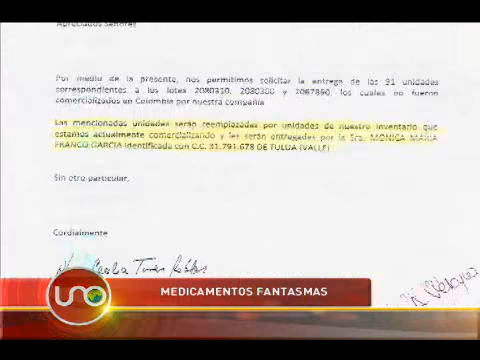 Apreciados Señores
Por medio de la presente, nos permitimos solicitar la entrega de las 91 unidades
correspondientes a los lotes 2080310, 2080300 y 2067860, los cuales no fueron
comercializados en Colombia por nuestra compañía
Las mencionadas unidades serán reemplazadas por unidades de nuestro inventario que
estamos actualmente comercializando y les serán entregadas por la Sra. MONICA MARIA
FRANCO GARCIA identificada con C.C. 31.791.678 DE TULUA (VALLE)
Sin otro particular,
Cordialmente
UNO
MEDICAMENTOS FANTASMAS